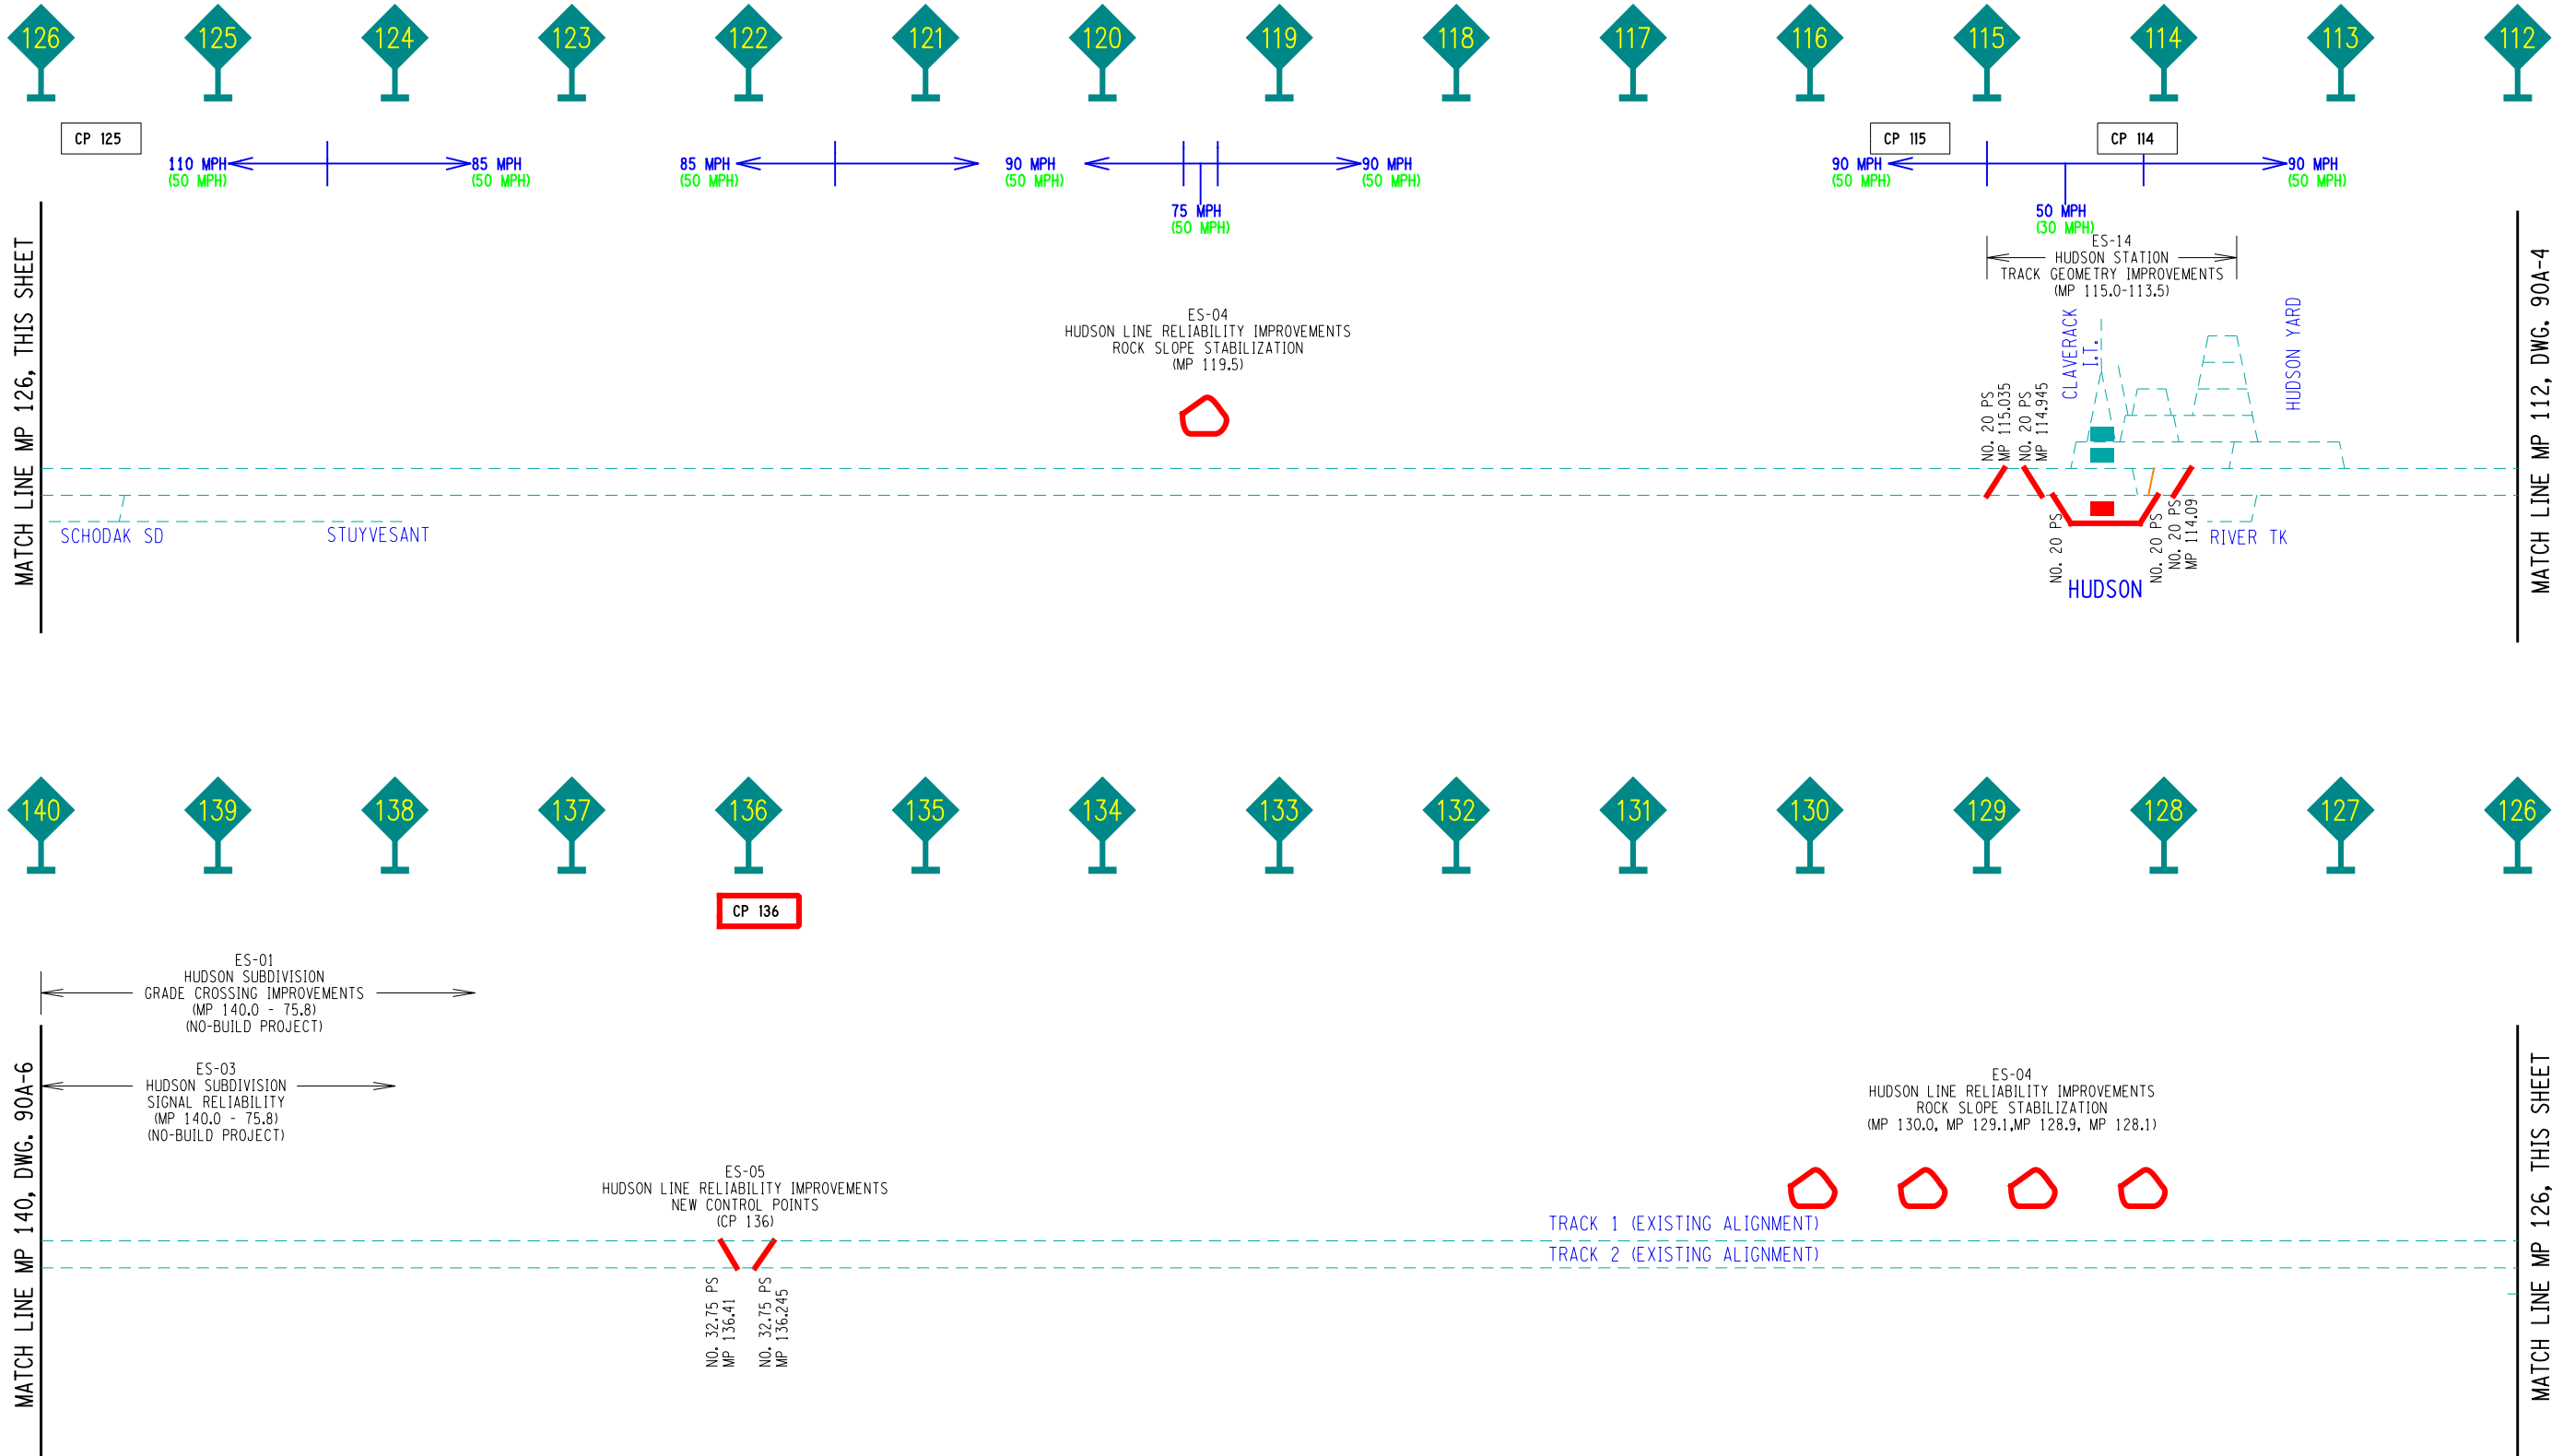 126 125 124 123 122 121 120 119 118 117 116 115 114 113 112
CP 125
CP 115
CP 114
110 MPH
(50 MPH)
85 MPH
(50 MPH)
85 MPH
(50 MPH)
90 MPH
(50 MPH)
90 MPH
(50 MPH)
75 MPH
(50 MPH)
90 MPH
(50 MPH)
90 MPH
(50 MPH)
50 MPH
(30 MPH)
MATCH LINE MP 126, THIS SHEET
ES-14
HUDSON STATION
TRACK GEOMETRY IMPROVEMENTS
(MP 115.0-113.5)
ES-04
HUDSON LINE RELIABILITY IMPROVEMENTS
ROCK SLOPE STABILIZATION
(MP 119.5)
CLAVERACK
I.T.
HUDSON YARD
NO. 20 PS
MP 115.035
NO. 20 PS
MP 114.945
SCHODAK SD
STUYVESANT
NO. 20 PS
NO. 20 PS
NO. 20 PS
MP 114.09
RIVER TK
HUDSON
MATCH LINE MP 112, DWG. 90A-4
140 139 138 137 136 135 134 133 132 131 130 129 128 127 126
CP 136
ES-01
HUDSON SUBDIVISION
GRADE CROSSING IMPROVEMENTS
(MP 140.0 - 75.8)
(NO-BUILD PROJECT)
MATCH LINE MP 140, DWG. 90A-6
ES-03
HUDSON SUBDIVISION
SIGNAL RELIABILITY
(MP 140.0 - 75.8)
(NO-BUILD PROJECT)
ES-05
HUDSON LINE RELIABILITY IMPROVEMENTS
NEW CONTROL POINTS
(CP 136)
NO. 32.75 PS
MP 136.41
NO. 32.75 PS
MP 136.245
ES-04
HUDSON LINE RELIABILITY IMPROVEMENTS
ROCK SLOPE STABILIZATION
(MP 130.0, MP 129.1,MP 128.9, MP 128.1)
TRACK 1 (EXISTING ALIGNMENT)
TRACK 2 (EXISTING ALIGNMENT)
MATCH LINE MP 126, THIS SHEET